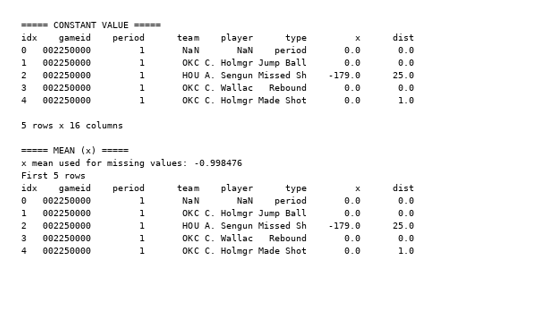 ===== CONSTANT VALUE =====
idx gameid period team player type x dist
0 002250000 1 NaN NaN period 0.0 0.0
1 002250000 1 OKC C. Holmgr Jump Ball 0.0 0.0
2 002250000 1 HOU A. Sengun Missed Sh -179.0 25.0
3 002250000 1 OKC C. Wallac Rebound 0.0 0.0
4 002250000 1 OKC C. Holmgr Made Shot 0.0 1.0
5 rows x 16 columns
===== MEAN (x) =====
x mean used for missing values: -0.998476
First 5 rows
idx gameid period team player type x dist
0 002250000 1 NaN NaN period 0.0 0.0
1 002250000 1 OKC C. Holmgr Jump Ball 0.0 0.0
2 002250000 1 HOU A. Sengun Missed Sh -179.0 25.0
3 002250000 1 OKC C. Wallac Rebound 0.0 0.0
4 002250000 1 OKC C. Holmgr Made Shot 0.0 1.0